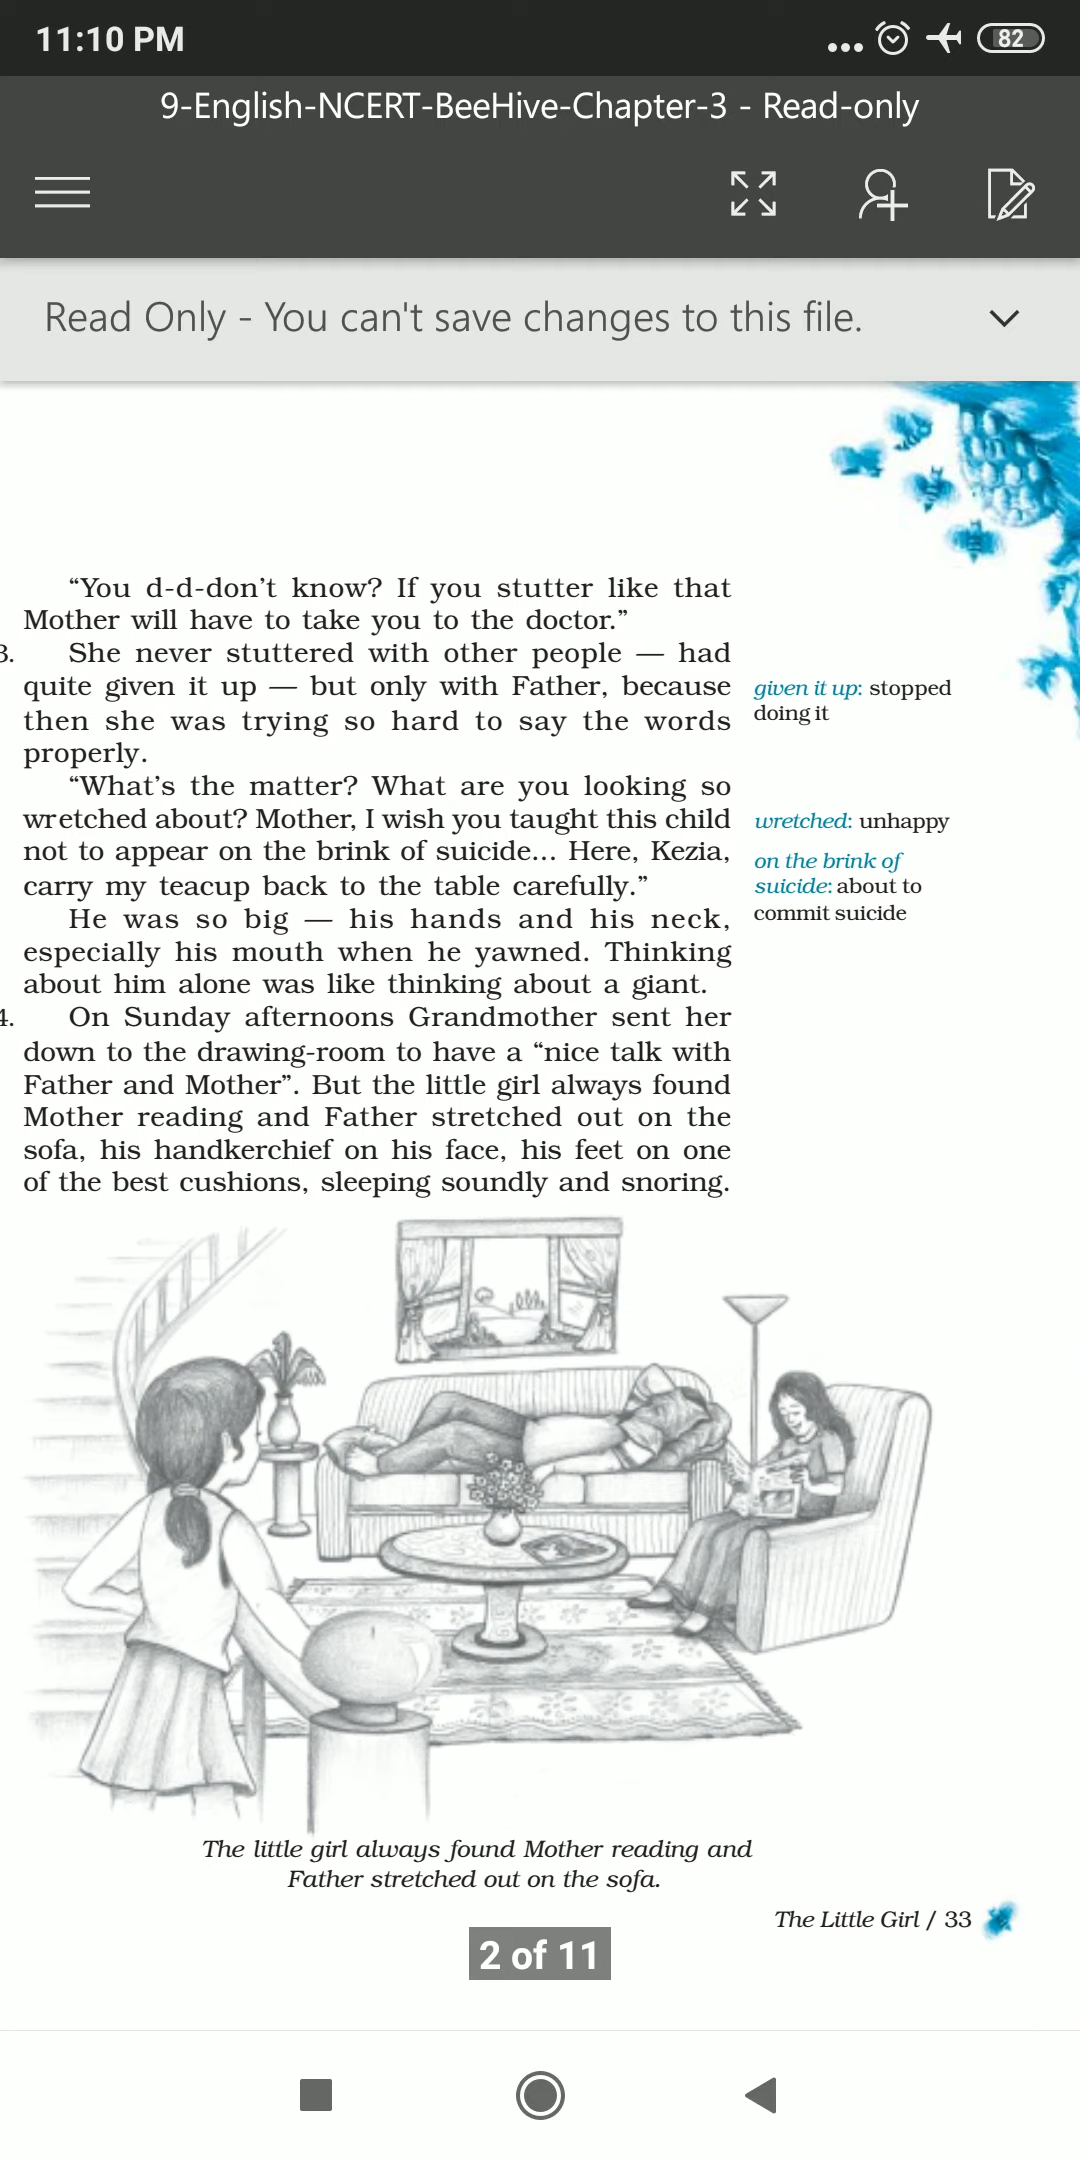 11:10 PM
82
9-English-NCERT-BeeHive-Chapter-3 - Read-only
Read Only - You can't save changes to this file.
“You d-d-don’t know? If you stutter like that
Mother will have to take you to the doctor.”
3. She never stuttered with other people — had
quite given it up — but only with Father, because
then she was trying so hard to say the words
properly.
given it up: stopped
doing it
“What’s the matter? What are you looking so
wretched about? Mother, I wish you taught this child
not to appear on the brink of suicide... Here, Kezia,
carry my teacup back to the table carefully.”
wretched: unhappy
on the brink of
suicide: about to
commit suicide
He was so big — his hands and his neck,
especially his mouth when he yawned. Thinking
about him alone was like thinking about a giant.
4. On Sunday afternoons Grandmother sent her
down to the drawing-room to have a “nice talk with
Father and Mother”. But the little girl always found
Mother reading and Father stretched out on the
sofa, his handkerchief on his face, his feet on one
of the best cushions, sleeping soundly and snoring.
The little girl always found Mother reading and
Father stretched out on the sofa.
The Little Girl / 33
2 of 11